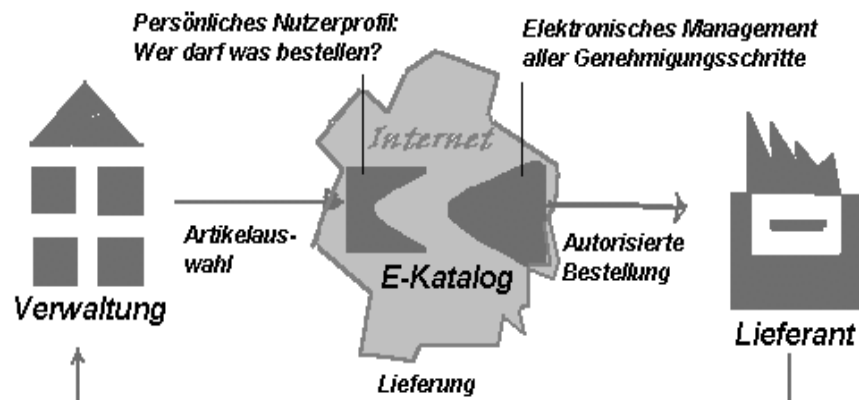 Persönliches Nutzerprofil:
Wer darf was bestellen?
Elektronisches Management
aller Genehmigungsschritte
Internet
Artikelaus-
wahl
E-Katalog
Autorisierte
Bestellung
Verwaltung
Lieferant
Lieferung